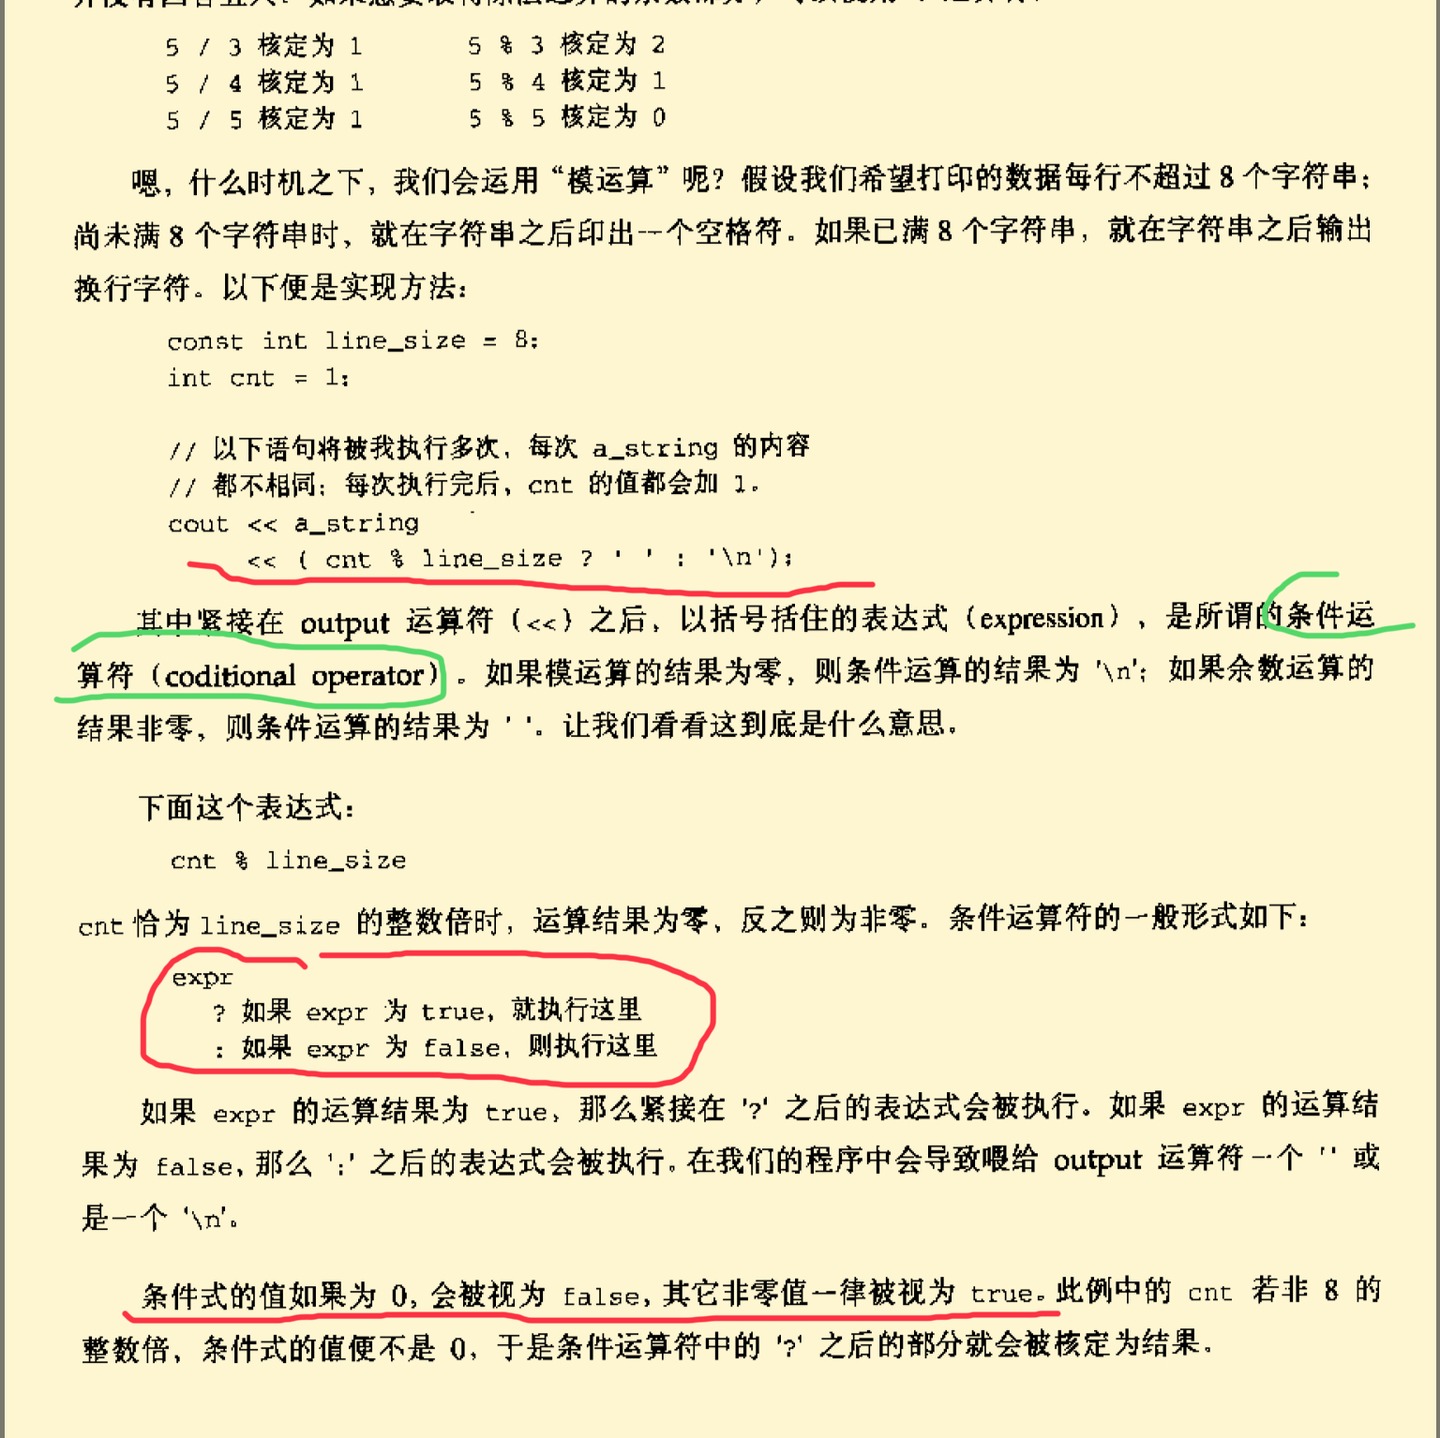 5 / 3 核定为 1 5 % 3 核定为 2
5 / 4 核定为 1 5 % 4 核定为 1
5 / 5 核定为 1 5 % 5 核定为 0
嗯，什么时机之下，我们会运用“模运算”呢？假设我们希望打印的数据每行不超过 8 个字符串；
尚未满 8 个字符串时，就在字符串之后印出一个空格符。如果已满 8 个字符串，就在字符串之后输出
换行字符。以下便是实现方法：
const int line_size = 8;
int cnt = 1;
// 以下语句将被我执行多次，每次 a_string 的内容
// 都不相同；每次执行完后，cnt 的值都会加 1。
cout << a_string
<< ( cnt % line_size ? ' ' : '\n');
其中紧接在 output 运算符（<<）之后，以括号括住的表达式（expression），是所谓的条件运
算符（coditional operator）。如果模运算的结果为零，则条件运算的结果为 '\n'；如果余数运算的
结果非零，则条件运算的结果为 ' '。让我们看看这到底是什么意思。
下面这个表达式：
cnt % line_size
cnt 恰为 line_size 的整数倍时，运算结果为零，反之则为非零。条件运算符的一般形式如下：
expr
? 如果 expr 为 true，就执行这里
: 如果 expr 为 false，则执行这里
如果 expr 的运算结果为 true，那么紧接在 '?' 之后的表达式会被执行。如果 expr 的运算结
果为 false，那么 ':' 之后的表达式会被执行。在我们的程序中会导致喂给 output 运算符一个 ' ' 或
是一个 '\n'。
条件式的值如果为 0，会被视为 false，其它非零值一律被视为 true。此例中的 cnt 若非 8 的
整数倍，条件式的值便不是 0，于是条件运算符中的 '?' 之后的部分就会被核定为结果。